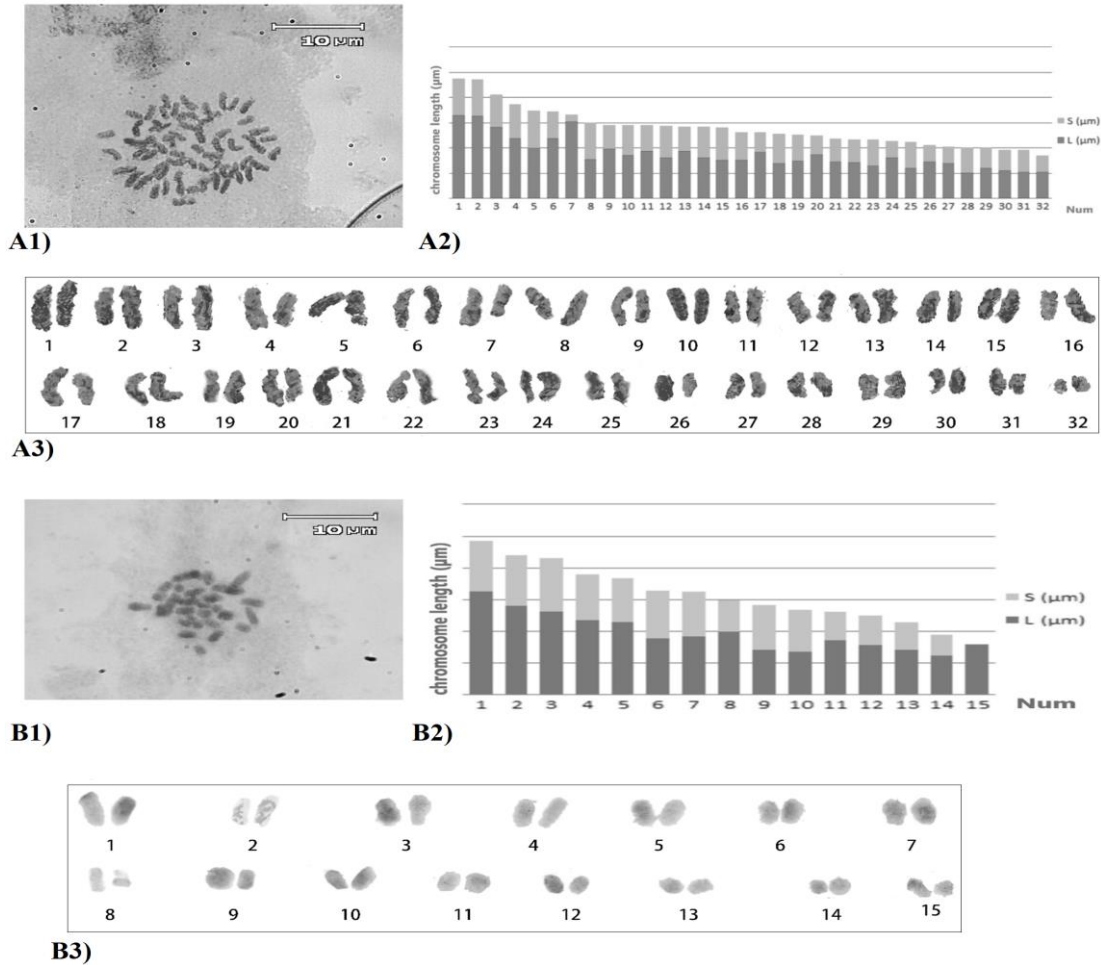 10 μm
chromosome length (μm)
S (μm)
L (μm)
1 2 3 4 5 6 7 8 9 10 11 12 13 14 15 16 17 18 19 20 21 22 23 24 25 26 27 28 29 30 31 32 Num
A1)
A2)
1 2 3 4 5 6 7 8 9 10 11 12 13 14 15 16
17 18 19 20 21 22 23 24 25 26 27 28 29 30 31 32
A3)
10 μm
chromosome length (μm)
S (μm)
L (μm)
1 2 3 4 5 6 7 8 9 10 11 12 13 14 15 Num
B1)
B2)
1 2 3 4 5 6 7
8 9 10 11 12 13 14 15
B3)